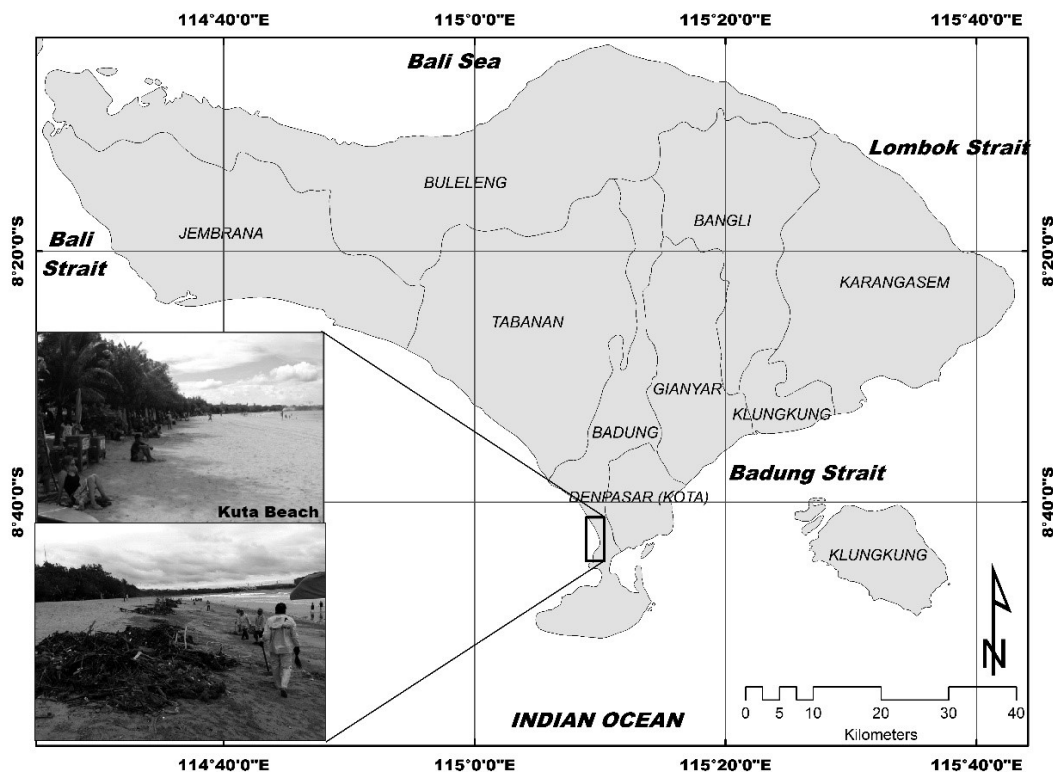 114°40'0"E
115°0'0"E
115°20'0"E
115°40'0"E
Bali Sea
Lombok Strait
BULELENG
BANGLI
JEMBRANA
Bali
Strait
8°20'0"S
8°20'0"S
KARANGASEM
TABANAN
GIANYAR
KLUNGKUNG
BADUNG
Badung Strait
DENPASAR (KOTA)
8°40'0"S
8°40'0"S
Kuta Beach
KLUNGKUNG
N
INDIAN OCEAN
0 5 10 20 30 40
Kilometers
114°40'0"E
115°0'0"E
115°20'0"E
115°40'0"E